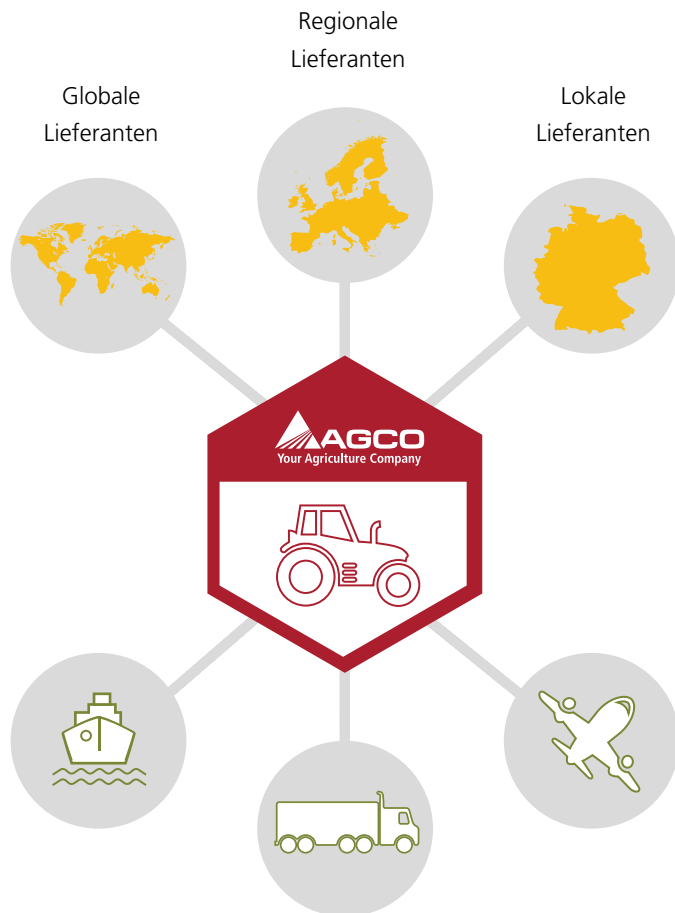 Regionale
Lieferanten
Globale
Lieferanten
Lokale
Lieferanten
AGCO
Your Agriculture Company